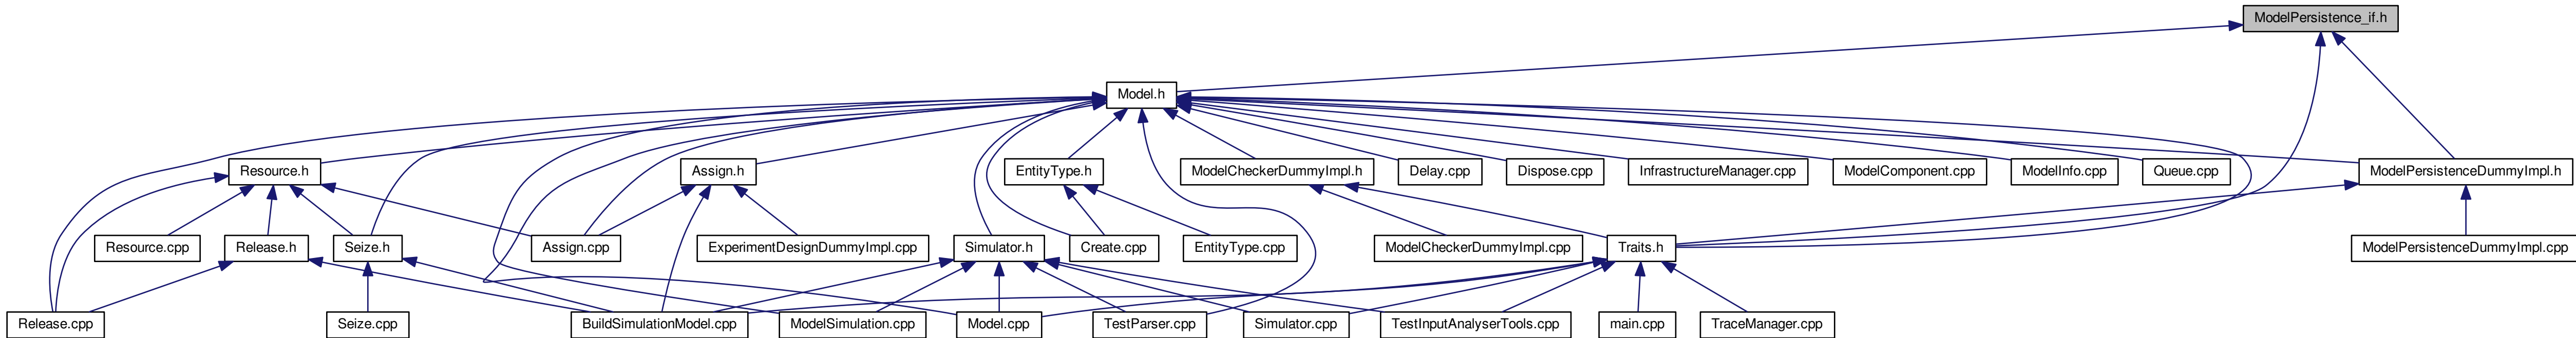 ModelPersistence_if.h
Model.h
Resource.h
Assign.h
EntityType.h
ModelCheckerDummyImpl.h
Delay.cpp
Dispose.cpp
InfrastructureManager.cpp
ModelComponent.cpp
ModelInfo.cpp
Queue.cpp
ModelPersistenceDummyImpl.h
Resource.cpp
Release.h
Seize.h
Assign.cpp
ExperimentDesignDummyImpl.cpp
Simulator.h
Create.cpp
EntityType.cpp
ModelCheckerDummyImpl.cpp
Traits.h
ModelPersistenceDummyImpl.cpp
Release.cpp
Seize.cpp
BuildSimulationModel.cpp
ModelSimulation.cpp
Model.cpp
TestParser.cpp
Simulator.cpp
TestInputAnalyserTools.cpp
main.cpp
TraceManager.cpp